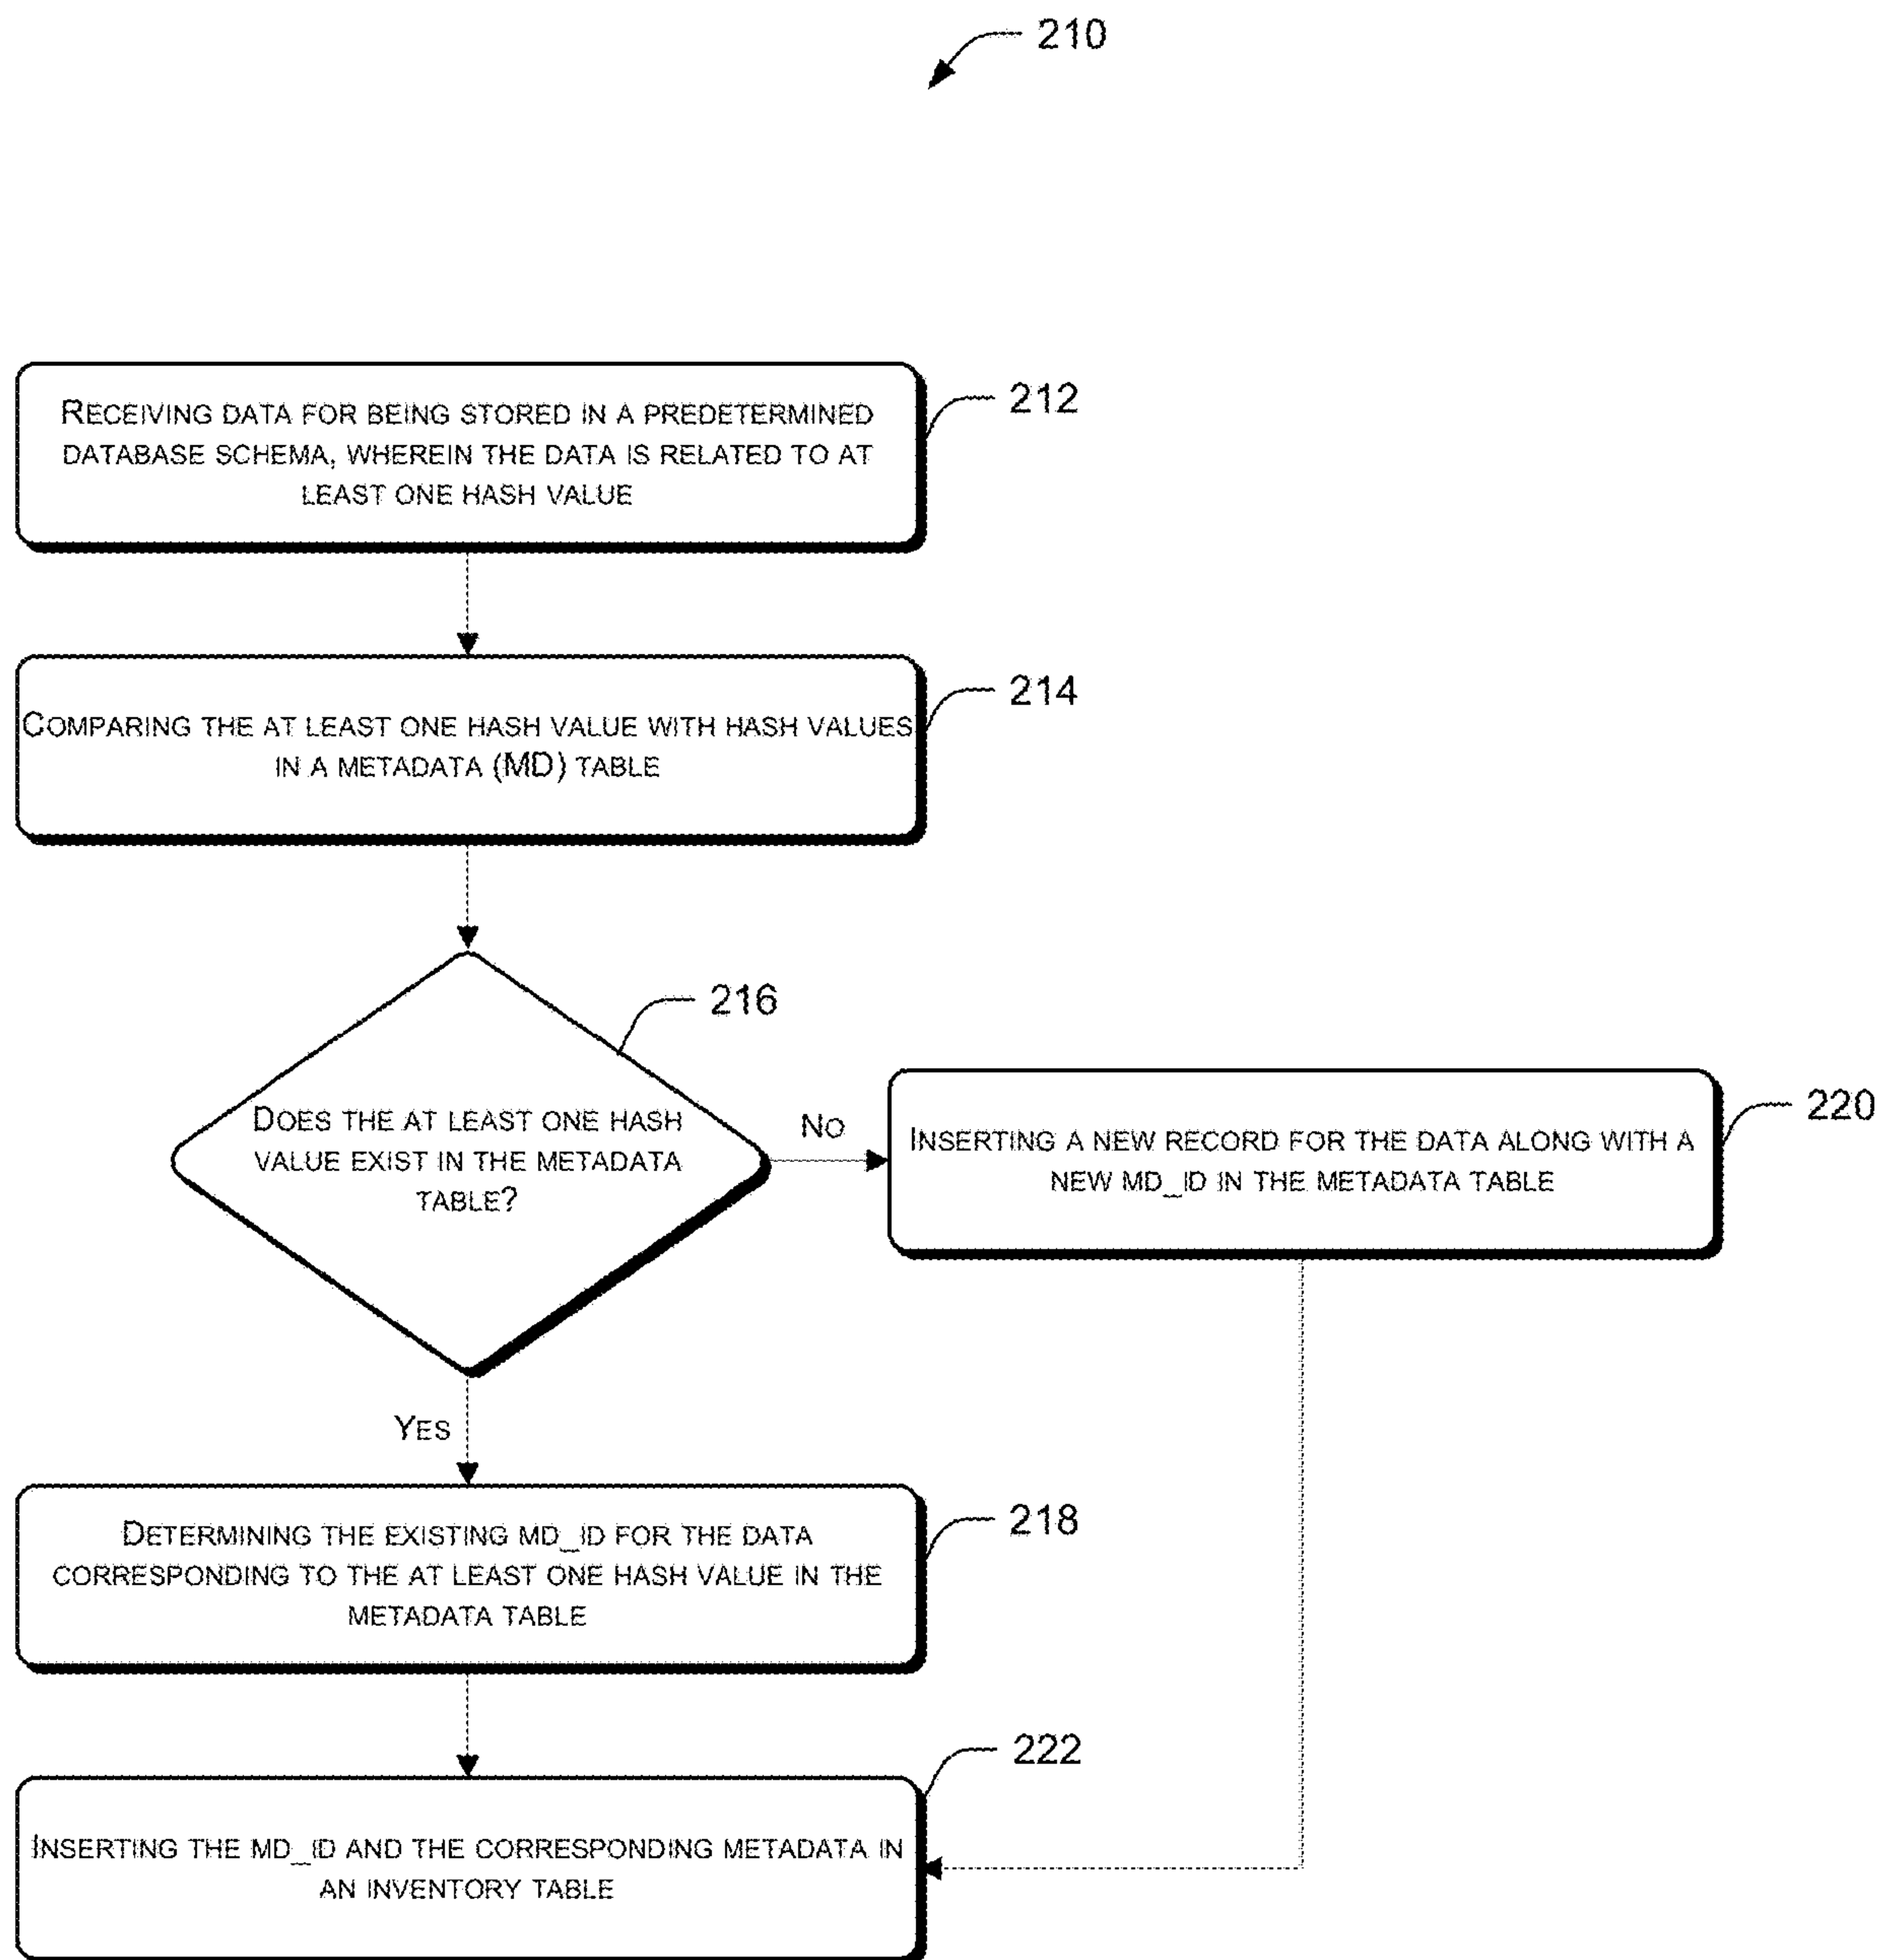 210
RECEIVING DATA FOR BEING STORED IN A PREDETERMINED
DATABASE SCHEMA, WHEREIN THE DATA IS RELATED TO AT
LEAST ONE HASH VALUE
212
COMPARING THE AT LEAST ONE HASH VALUE WITH HASH VALUES
IN A METADATA (MD) TABLE
214
216
DOES THE AT LEAST ONE HASH
VALUE EXIST IN THE METADATA
TABLE?
NO
INSERTING A NEW RECORD FOR THE DATA ALONG WITH A
NEW MD_ID IN THE METADATA TABLE
220
YES
DETERMINING THE EXISTING MD_ID FOR THE DATA
CORRESPONDING TO THE AT LEAST ONE HASH VALUE IN THE
METADATA TABLE
218
222
INSERTING THE MD_ID AND THE CORRESPONDING METADATA IN
AN INVENTORY TABLE